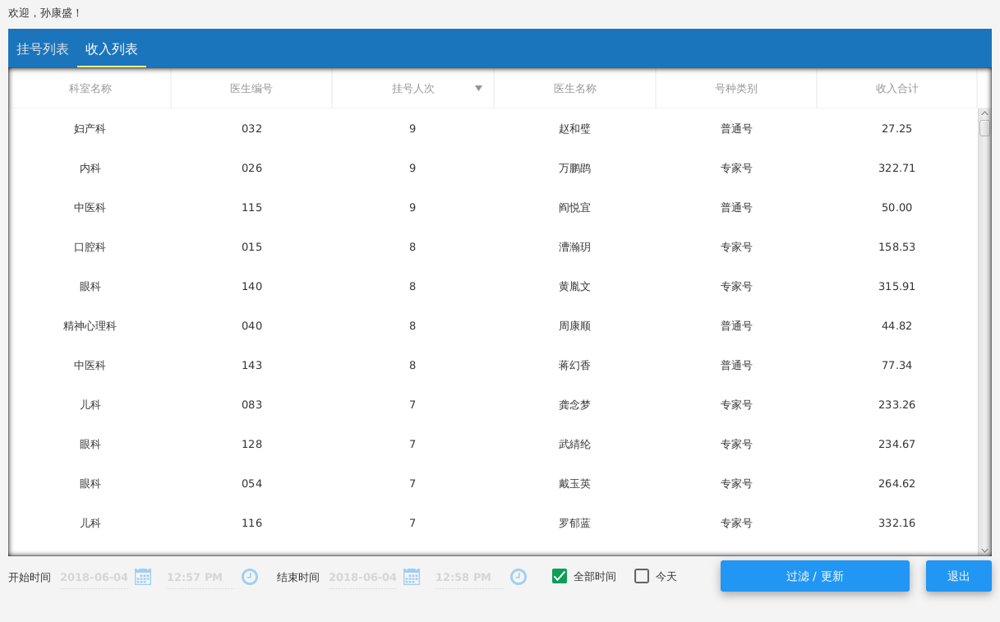 欢迎，孙康盛！
挂号列表 收入列表
科室名称 医生编号 挂号人次 医生名称 号种类别 收入合计
妇产科 032 9 赵和璧 普通号 27.25
内科 026 9 万鹏鹍 专家号 322.71
中医科 115 9 阎悦宜 普通号 50.00
口腔科 015 8 漕瀚玥 专家号 158.53
眼科 140 8 黄胤文 专家号 315.91
精神心理科 040 8 周康顺 普通号 44.82
中医科 143 8 蒋幻香 普通号 77.34
儿科 083 7 龚念梦 专家号 233.26
眼科 128 7 武綪纶 专家号 234.67
眼科 054 7 戴玉英 专家号 264.62
儿科 116 7 罗郁蓝 专家号 332.16
开始时间 2018-06-04 12:57 PM 结束时间 2018-06-04 12:58 PM 全部时间 今天 过滤 / 更新 退出